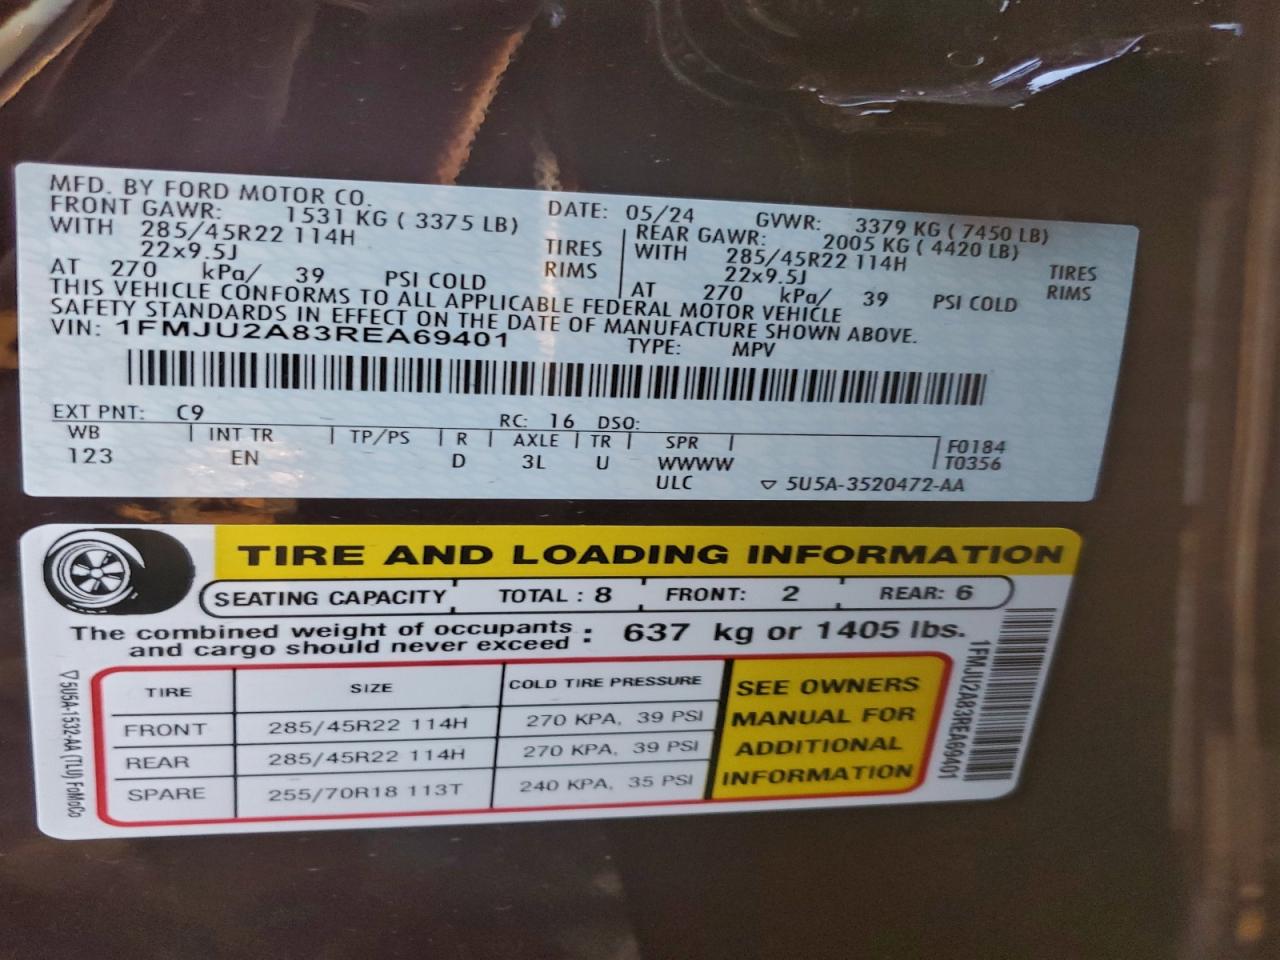 MFD. BY FORD MOTOR CO.
DATE: 05/24 GVWR: 3379 KG ( 7450 LB)
FRONT GAWR: 1531 KG ( 3375 LB) REAR GAWR: 2005 KG ( 4420 LB)
WITH 285/45R22 114H TIRES WITH 285/45R22 114H TIRES
22x9.5J RIMS 22x9.5J RIMS
AT 270 kPa/ 39 PSI COLD AT 270 kPa/ 39 PSI COLD
THIS VEHICLE CONFORMS TO ALL APPLICABLE FEDERAL MOTOR VEHICLE
SAFETY STANDARDS IN EFFECT ON THE DATE OF MANUFACTURE SHOWN ABOVE.
VIN: 1FMJU2A83REA69401 TYPE: MPV
EXT PNT: C9 RC: 16 DSO:
WB INT TR TP/PS R AXLE TR SPR F0184
123 EN D 3L U WWWW T0356
ULC 5U5A-3520472-AA
TIRE AND LOADING INFORMATION
SEATING CAPACITY TOTAL : 8 FRONT: 2 REAR: 6
The combined weight of occupants
and cargo should never exceed : 637 kg or 1405 lbs.
TIRE SIZE COLD TIRE PRESSURE
FRONT 285/45R22 114H 270 KPA, 39 PSI
REAR 285/45R22 114H 270 KPA, 39 PSI
SPARE 255/70R18 113T 240 KPA, 35 PSI
SEE OWNERS
MANUAL FOR
ADDITIONAL
INFORMATION
5U5A-1532-AA (TLU) FoMoCo
1FMJU2A83REA69401